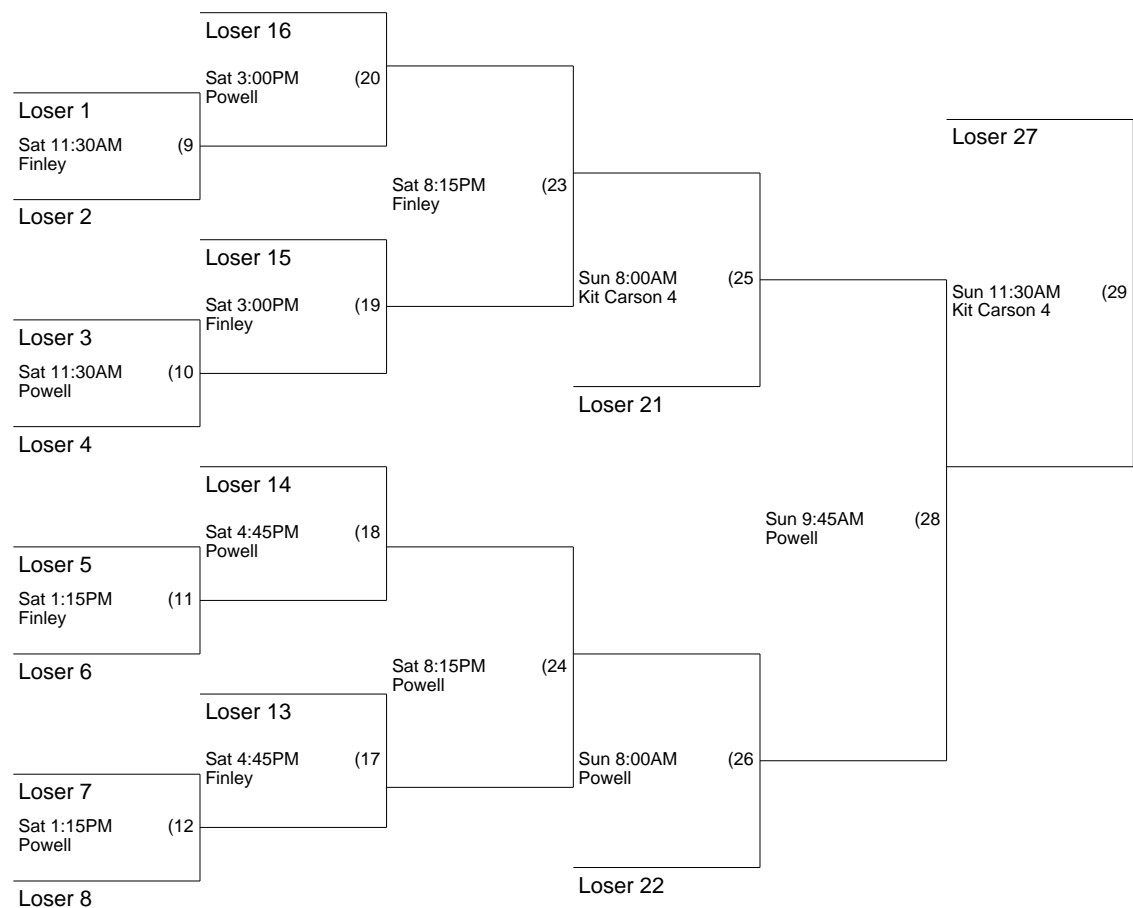 Loser 16
Sat 3:00PM (20
Powell
Loser 1
Sat 11:30AM (9
Finley
Loser 2
Loser 27
Sat 8:15PM (23
Finley
Loser 15
Sat 3:00PM (19
Finley
Sun 8:00AM (25
Kit Carson 4
Sun 11:30AM (29
Kit Carson 4
Loser 3
Sat 11:30AM (10
Powell
Loser 4
Loser 21
Loser 14
Sat 4:45PM (18
Powell
Sun 9:45AM (28
Powell
Loser 5
Sat 1:15PM (11
Finley
Loser 6
Sat 8:15PM (24
Powell
Loser 13
Sat 4:45PM (17
Finley
Sun 8:00AM (26
Powell
Loser 7
Sat 1:15PM (12
Powell
Loser 8
Loser 22